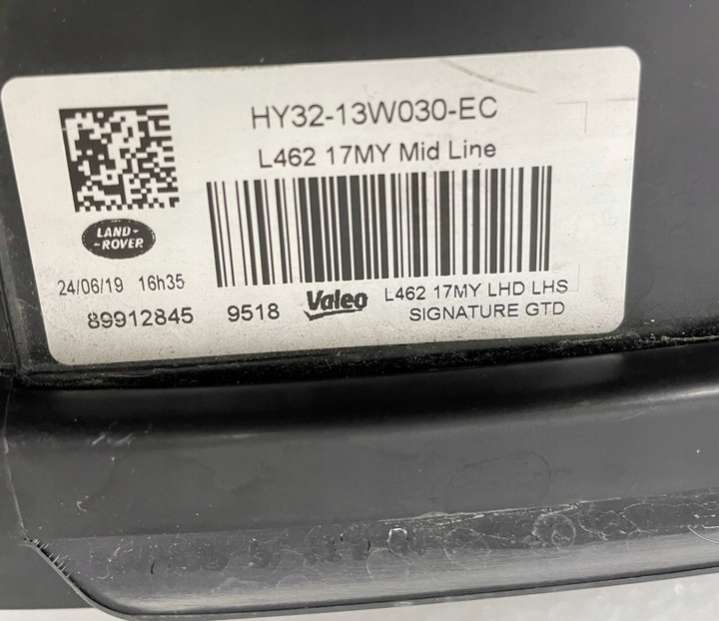 HY32-13W030-EC
L462 17MY Mid Line
LAND-
-ROVER
24/06/19 16h35
89912845 9518 Valeo
L462 17MY LHD LHS
SIGNATURE GTD